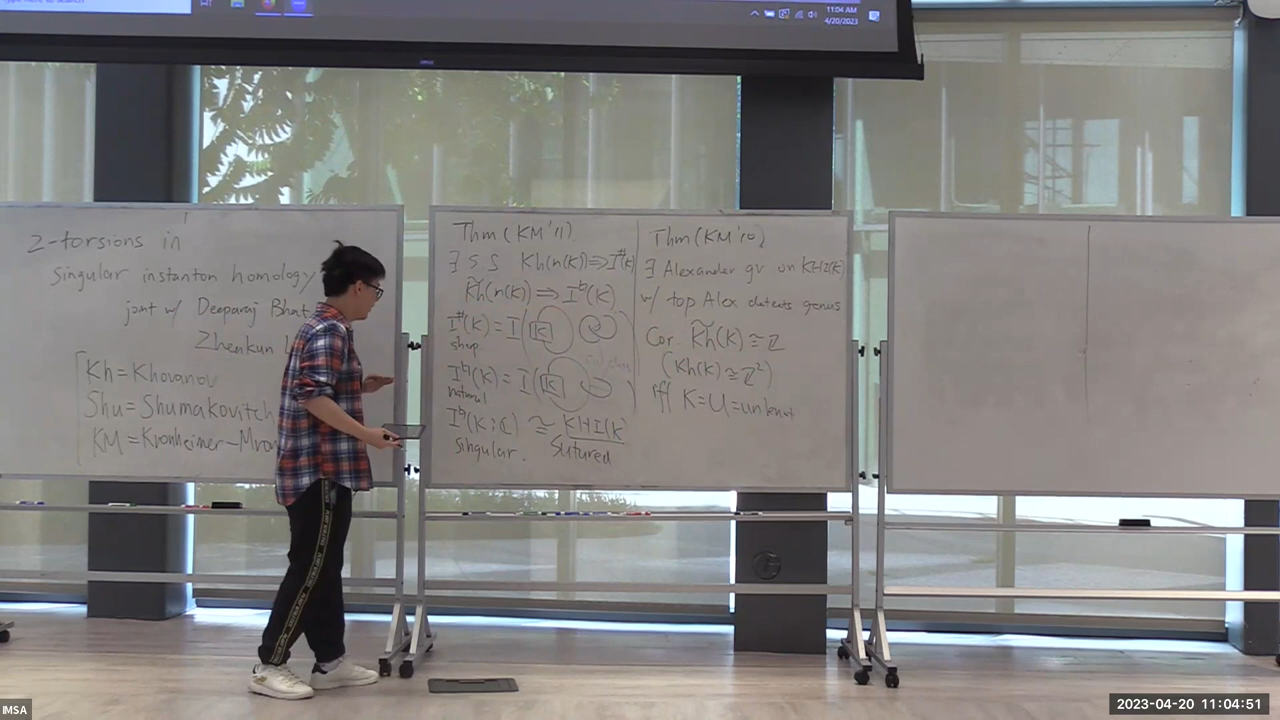 11:04 AM
4/20/2023
2-torsions in
singular instanton homology
joint w/ Deeparaj Bhat
Zhenkun
Kh = Khovanov
Shu = Shumakovitch
KM = Kronheimer-Mrow
Thm (KM'11)
∃ S S Kh(m(K)) ⇒ I^#(K)
K̃h(m(K)) ⇒ I^♮(K)
I^#(K) = I(K
sharp
I^♮(K) = I(K
natural
I^♮(K; ℂ) ≅ KHI(K
singular. Sutured
Thm (KM'10)
∃ Alexander gr on KHI(K)
w/ top Alex detects genus
Cor. K̃h(K) ≅ ℤ
(Kh(K) ≅ ℤ²)
iff K = U = unknot
IMSA
2023-04-20 11:04:51